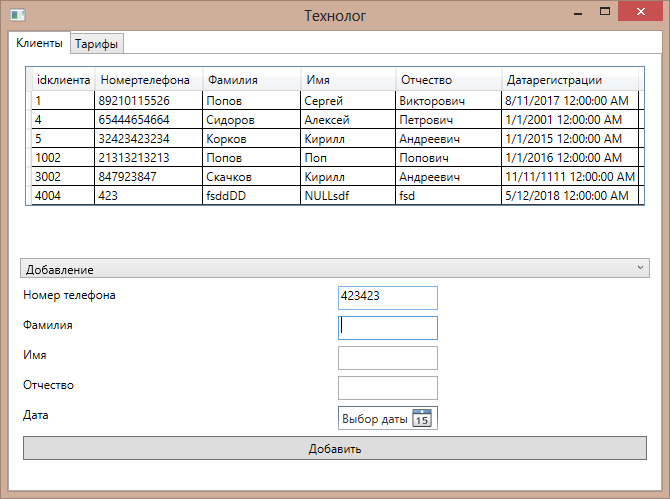 Технолог
Клиенты Тарифы
idклиента Номертелефона Фамилия Имя Отчество Датарегистрации
1 89210115526 Попов Сергей Викторович 8/11/2017 12:00:00 AM
4 65444654664 Сидоров Алексей Петрович 1/1/2001 12:00:00 AM
5 32423423234 Корков Кирилл Андреевич 1/1/2015 12:00:00 AM
1002 21313213213 Попов Поп Попович 1/1/2016 12:00:00 AM
3002 847923847 Скачков Кирилл Андреевич 11/11/1111 12:00:00 AM
4004 423 fsddDD NULLsdf fsd 5/12/2018 12:00:00 AM
Добавление
Номер телефона 423423
Фамилия
Имя
Отчество
Дата Выбор даты 15
Добавить